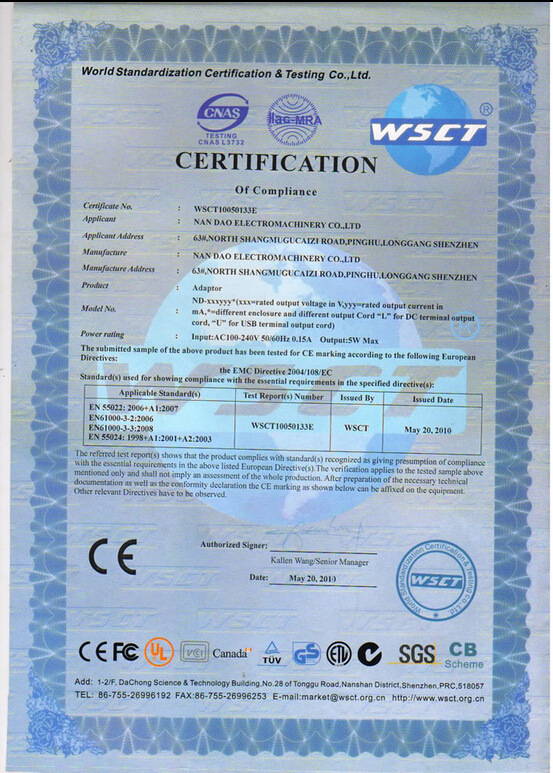 World Standardization Certification & Testing Co.,Ltd.
CNAS
TESTING
CNAS L3732
ilac-MRA
WSCT®
CERTIFICATION
Of Compliance
Certificate No. : WSCT10050133E
Applicant : NAN DAO ELECTROMACHINERY CO.,LTD
Applicant Address : 63#,NORTH SHANGMUGUCAIZI ROAD,PINGHU,LONGGANG SHENZHEN
Manufacture : NAN DAO ELECTROMACHINERY CO.,LTD
Manufacture Address : 63#,NORTH SHANGMUGUCAIZI ROAD,PINGHU,LONGGANG SHENZHEN
Product : Adaptor
ND-xxxyyy*(xxx=rated output voltage in V,yyy=rated output current in
Model No. : mA,*=different enclosure and different output Cord “L” for DC terminal output
cord, “U” for USB terminal output cord)
Power rating : Input:AC100-240V 50/60Hz 0.15A Output:5W Max
The submitted sample of the above product has been tested for CE marking according to the following European
Directives:
the EMC Directive 2004/108/EC
Standard(s) used for showing compliance with the essential requirements in the specified directive(s):
Applicable Standard(s) Test Report(s) Number Issued By Issued Date
EN 55022: 2006+A1:2007
EN61000-3-2:2006
EN61000-3-3:2008
EN 55024: 1998+A1:2001+A2:2003
WSCT10050133E WSCT May 20, 2010
The referred test report(s) shows that the product complies with standard(s) recognized as giving presumption of compliance
with the essential requirements in the above listed European Directive(s).The verification applies to the tested sample above
mentioned only and shall not imply an assessment of the whole production. After preparation of the necessary technical
documentation as well as the conformity declaration the CE marking as shown below can be affixed on the equipment.
Other relevant Directives have to be observed.
CE
Authorized Signer:
Kallen Wang/Senior Manager
Date: May 20, 2010
World Standardization Certification & Testing Co.,Ltd.
WSCT
CE FC UL VCI Canada TÜV GS ETL SGS CB
Scheme
Add: 1-2/F, DaChong Science & Technology Building,No.28 of Tonggu Road,Nanshan District,Shenzhen,PRC,518057
TEL: 86-755-26996192 FAX:86-755-26996253 E-mail:market@wsct.org.cn http://www.wsct.org.cn